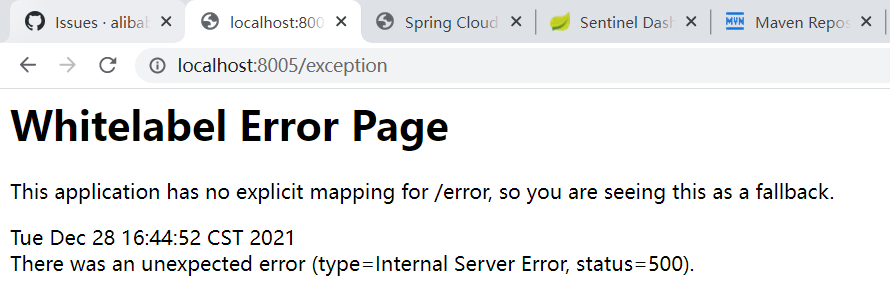 Issues · alibab
localhost:800
Spring Cloud
Sentinel Dash
MVN
Maven Repos
localhost:8005/exception
Whitelabel Error Page
This application has no explicit mapping for /error, so you are seeing this as a fallback.
Tue Dec 28 16:44:52 CST 2021
There was an unexpected error (type=Internal Server Error, status=500).